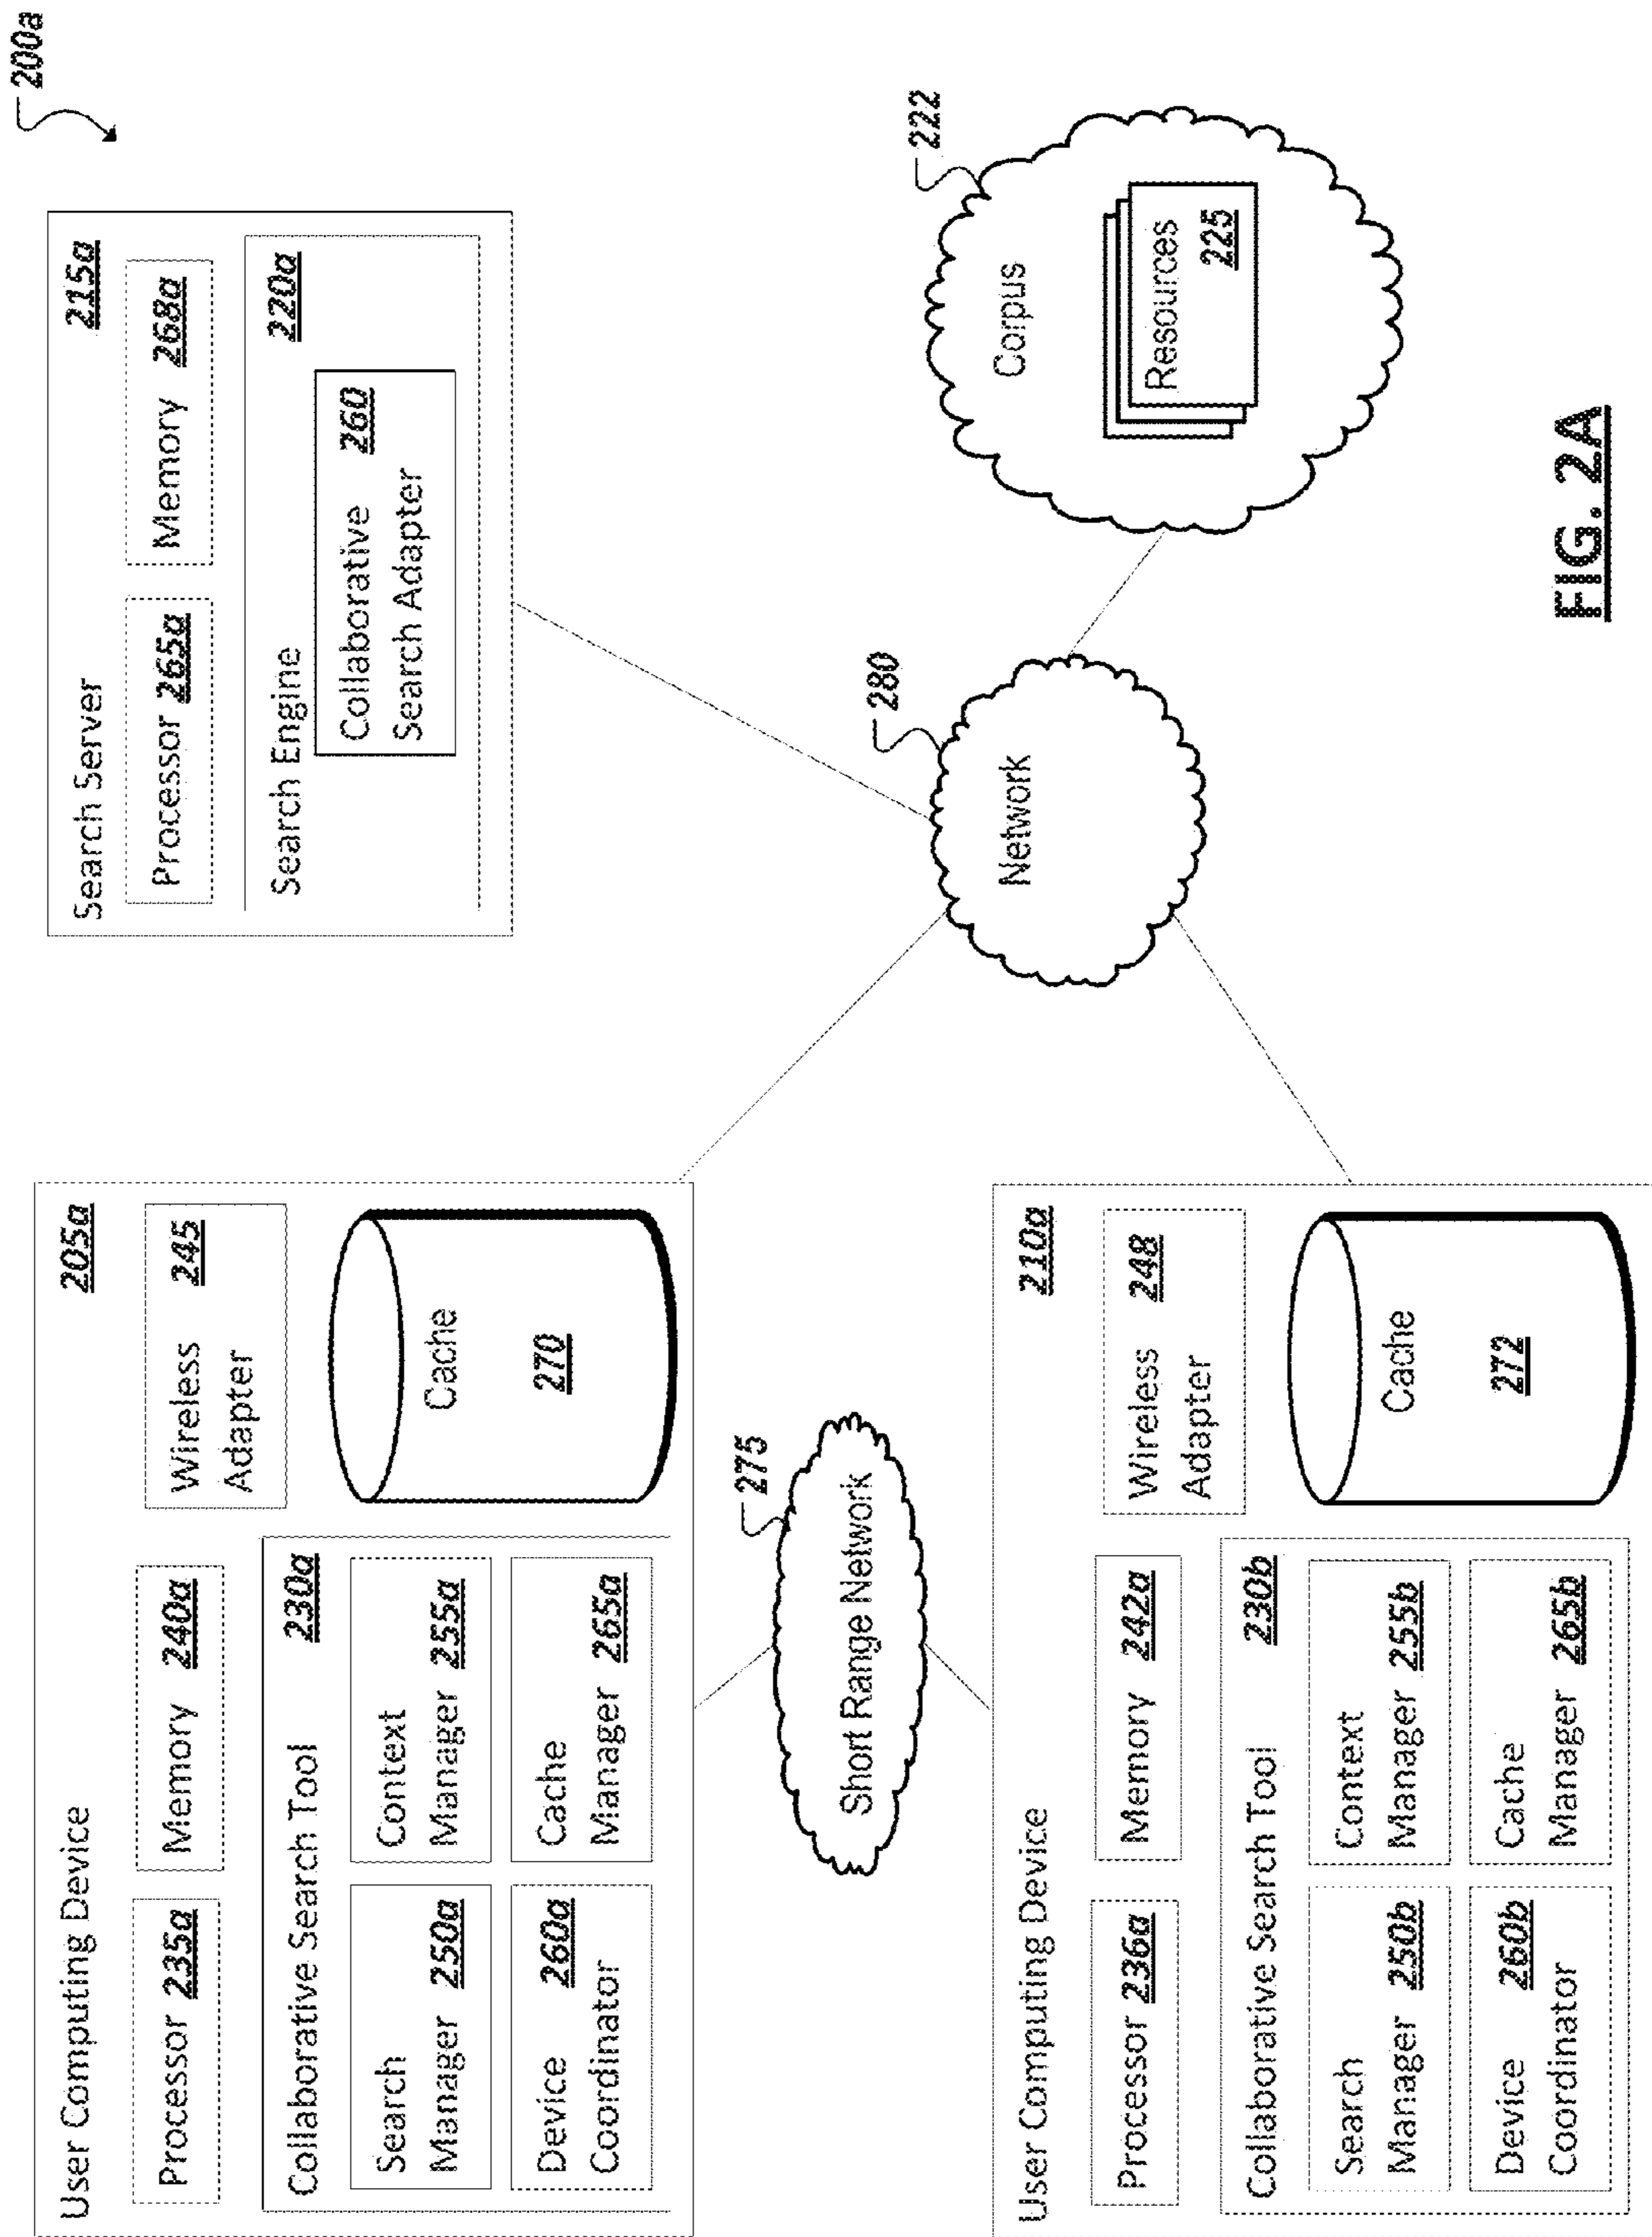 200a
User Computing Device 205a
Processor 235a
Memory 240a
Wireless 245
Adapter
Collaborative Search Tool 230a
Search
Manager 250a
Context
Manager 255a
Device 260a
Coordinator
Cache
Manager 265a
Cache
270
Search Server 215a
Processor 265a
Memory 268a
Search Engine 220a
Collaborative 260
Search Adapter
275
Short Range Network
280
Network
222
Corpus
Resources
225
User Computing Device 210a
Processor 236a
Memory 242a
Wireless 248
Adapter
Collaborative Search Tool 230b
Search
Manager 250b
Context
Manager 255b
Device 260b
Coordinator
Cache
Manager 265b
Cache
272
FIG. 2A